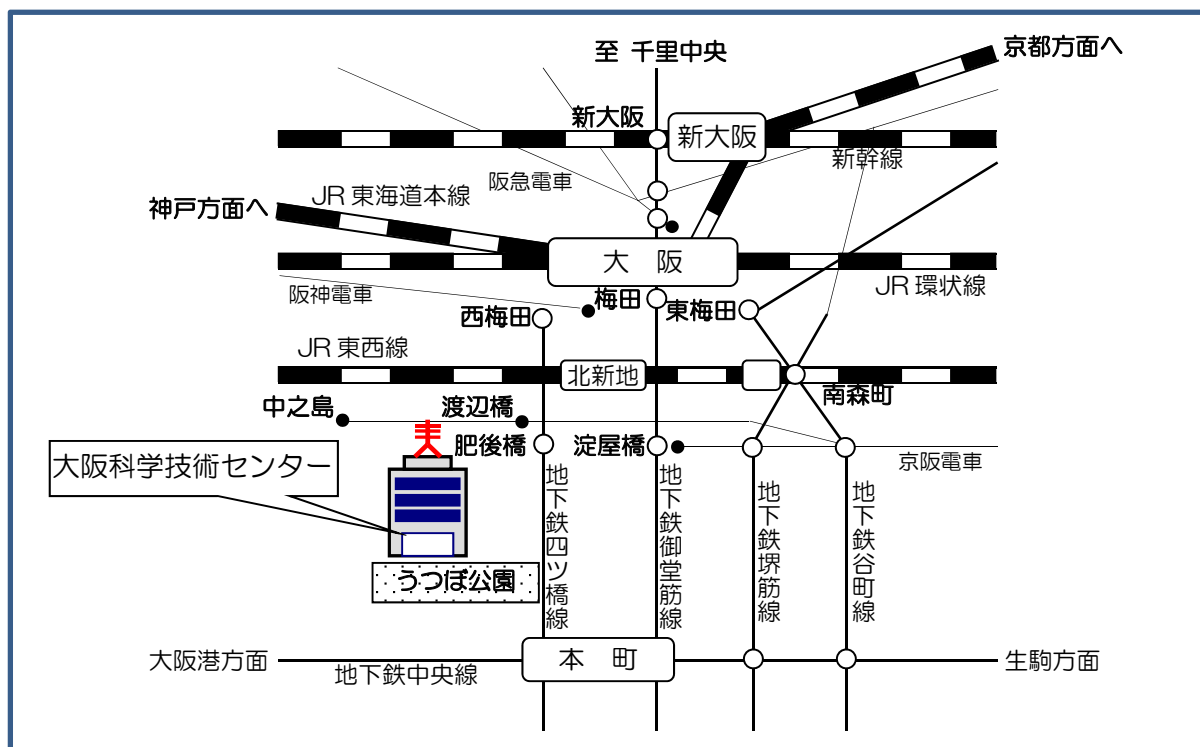 至 千里中央
京都方面へ
新大阪
新大阪
新幹線
阪急電車
JR 東海道本線
神戸方面へ
大 阪
JR 環状線
阪神電車
梅田
東梅田
西梅田
JR 東西線
北新地
南森町
中之島
渡辺橋
肥後橋
淀屋橋
京阪電車
大阪科学技術センター
地下鉄四ツ橋線
地下鉄御堂筋線
地下鉄堺筋線
地下鉄谷町線
うつぼ公園
大阪港方面
地下鉄中央線
本 町
生駒方面